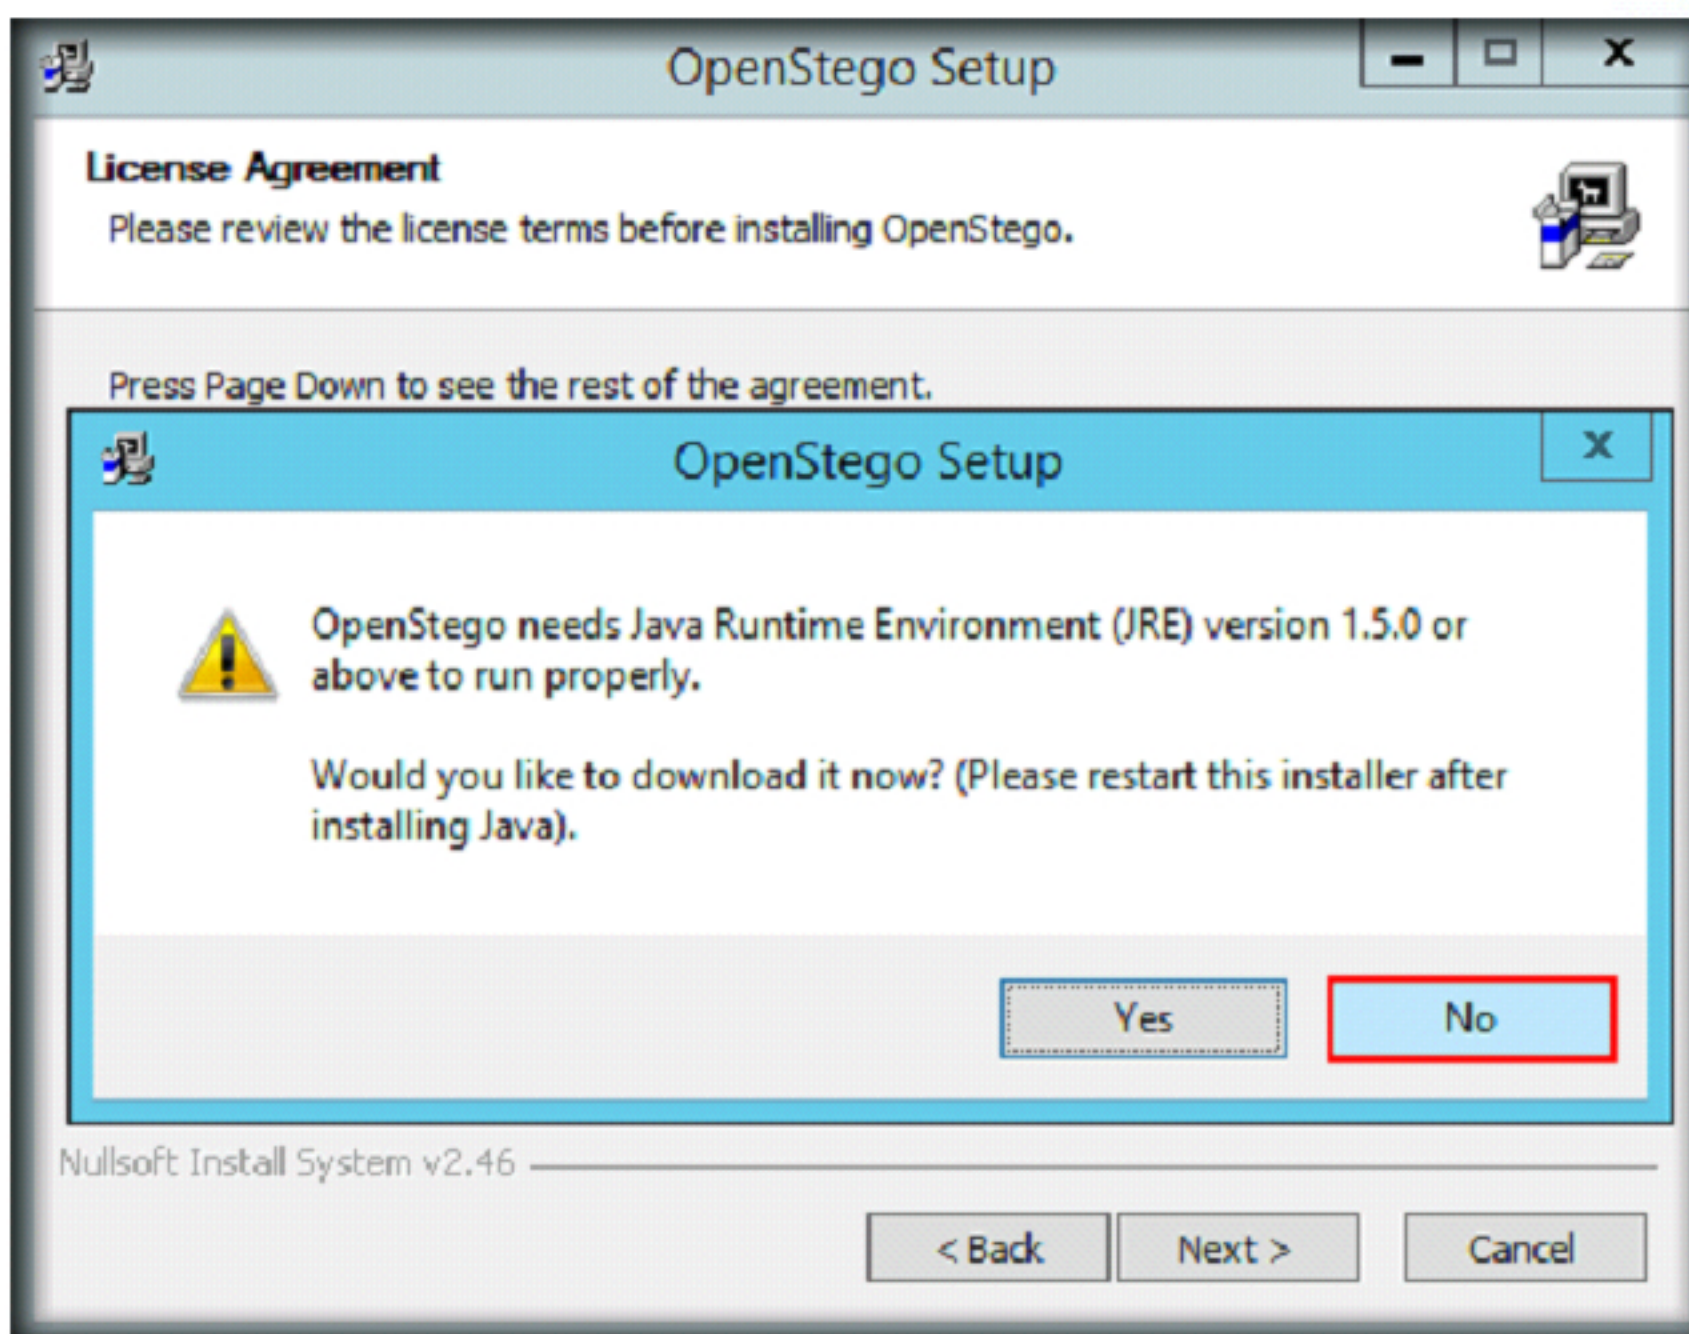 OpenStego Setup
License Agreement
Please review the license terms before installing OpenStego.
Press Page Down to see the rest of the agreement.
OpenStego Setup
OpenStego needs Java Runtime Environment (JRE) version 1.5.0 or
above to run properly.
Would you like to download it now? (Please restart this installer after
installing Java).
Yes
No
Nullsoft Install System v2.46
< Back
Next >
Cancel